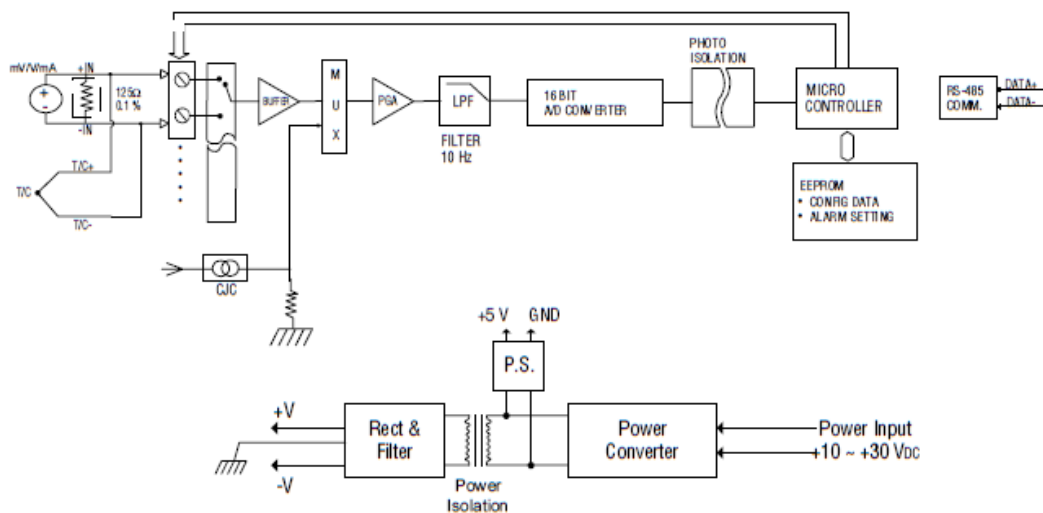 mV/V/mA
+IN
125Ω
0.1 %
-IN
T/C+
T/C
T/C-
BUFFER
M
U
X
PGA
LPF
FILTER
10 Hz
16 BIT
A/D CONVERTER
PHOTO
ISOLATION
MICRO
CONTROLLER
RS-485
COMM.
DATA+
DATA-
EEPROM
• CONFIG DATA
• ALARM SETTING
CJC
+5 V
GND
P.S.
+V
-V
Rect &
Filter
Power
Isolation
Power
Converter
Power Input
+10 ~ +30 VDC